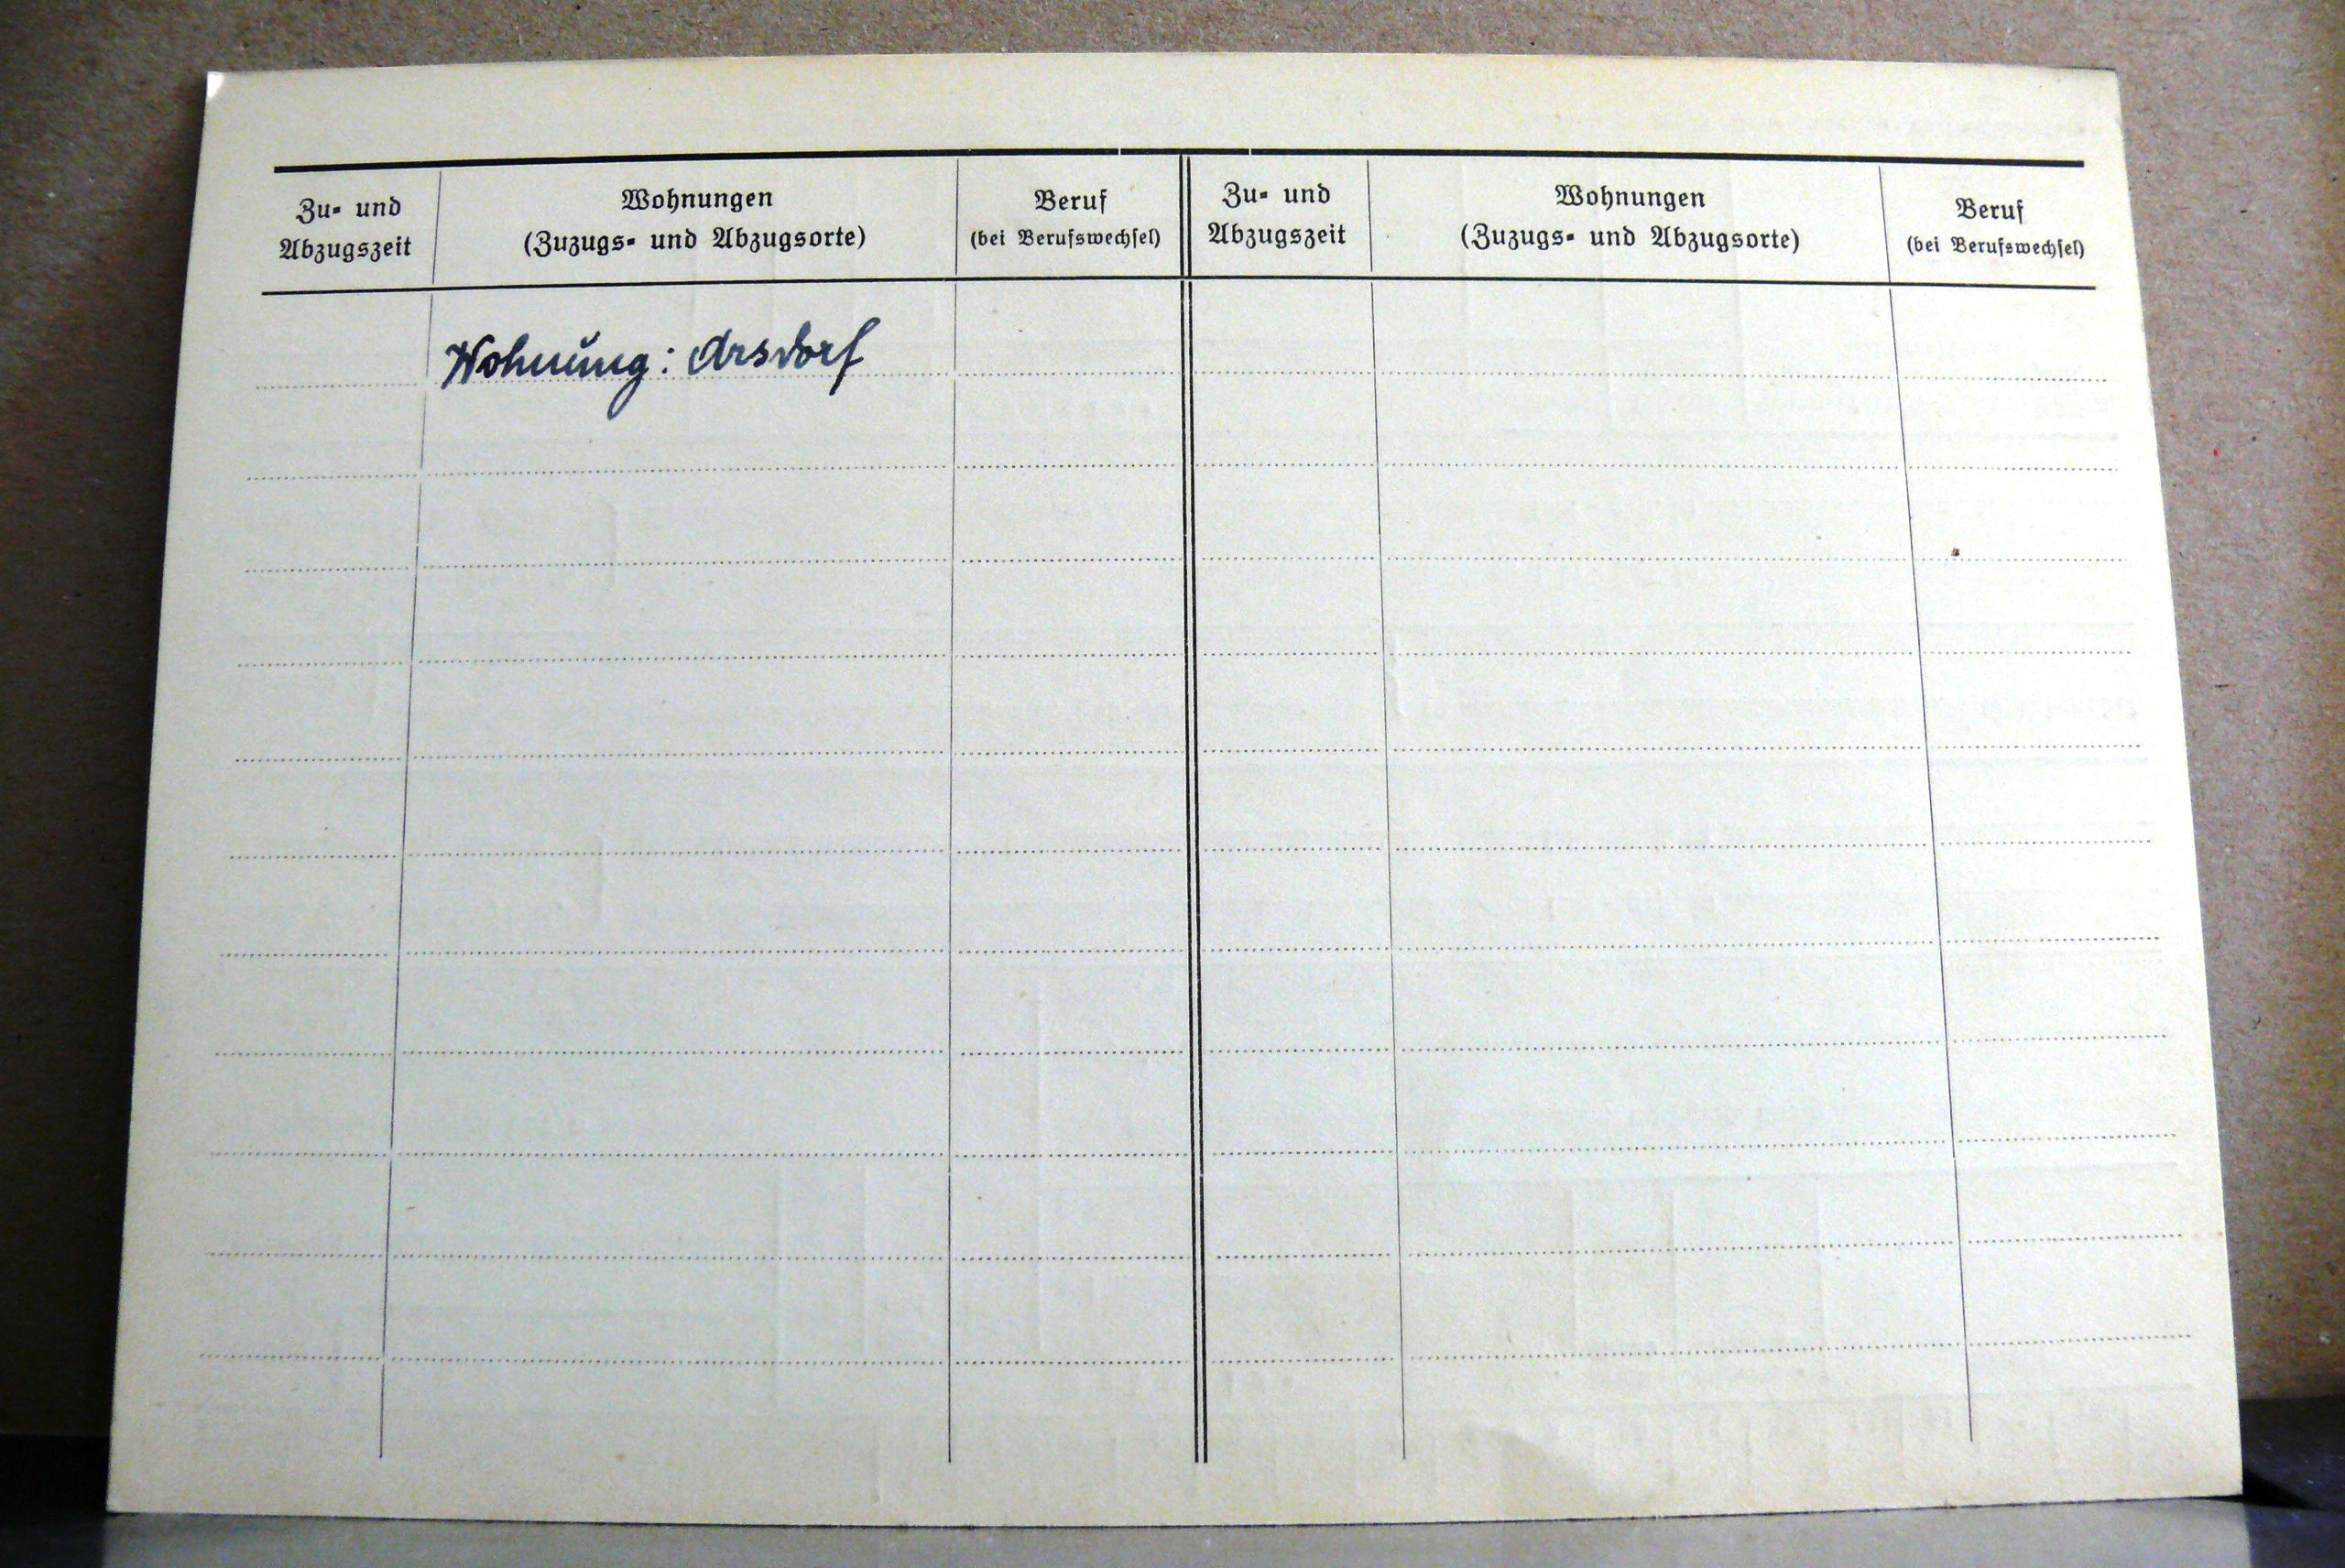 Zu- und
Abzugszeit
Wohnungen
(Zuzugs- und Abzugsorte)
Beruf
(bei Berufswechsel)
Zu- und
Abzugszeit
Wohnungen
(Zuzugs- und Abzugsorte)
Beruf
(bei Berufswechsel)
Wohnung: Arsdorf